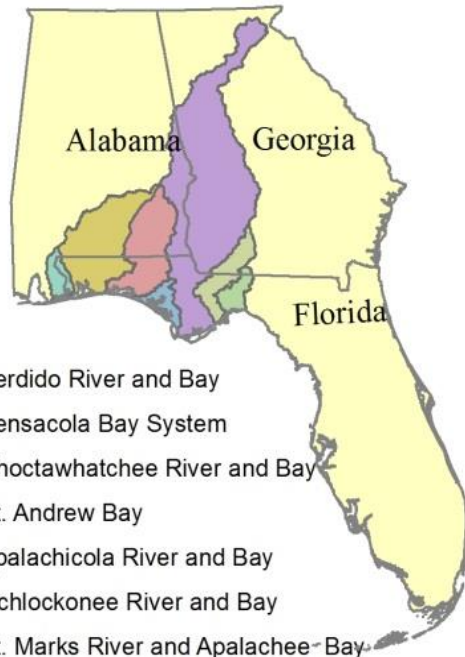 Alabama
Georgia
Florida
erdido River and Bay
ensacola Bay System
hoctawhatchee River and Bay
t. Andrew Bay
palachicola River and Bay
chlockonee River and Bay
t. Marks River and Apalachee Bay